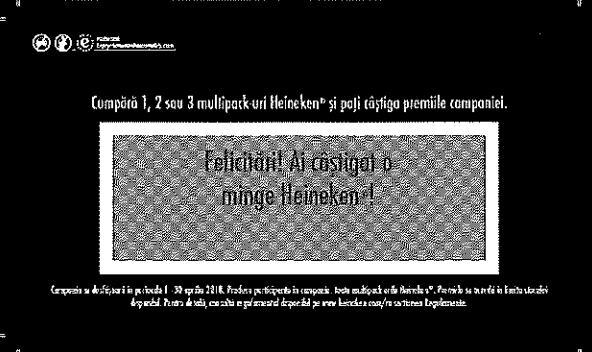 Cumpără 1, 2 sau 3 multipack-uri Heineken® și poți câștiga premiile campaniei.
Felicitări! Ai câștigat o
minge Heineken®!
Campania se desfășoară în perioada 1 - 30 aprilie 2018. Produse participante în campanie: toate multipack-urile Heineken®. Premiile se acordă în limita stocului
disponibil. Pentru detalii, consultă regulamentul disponibil pe www.heineken.com/ro sectiunea Regulamente.